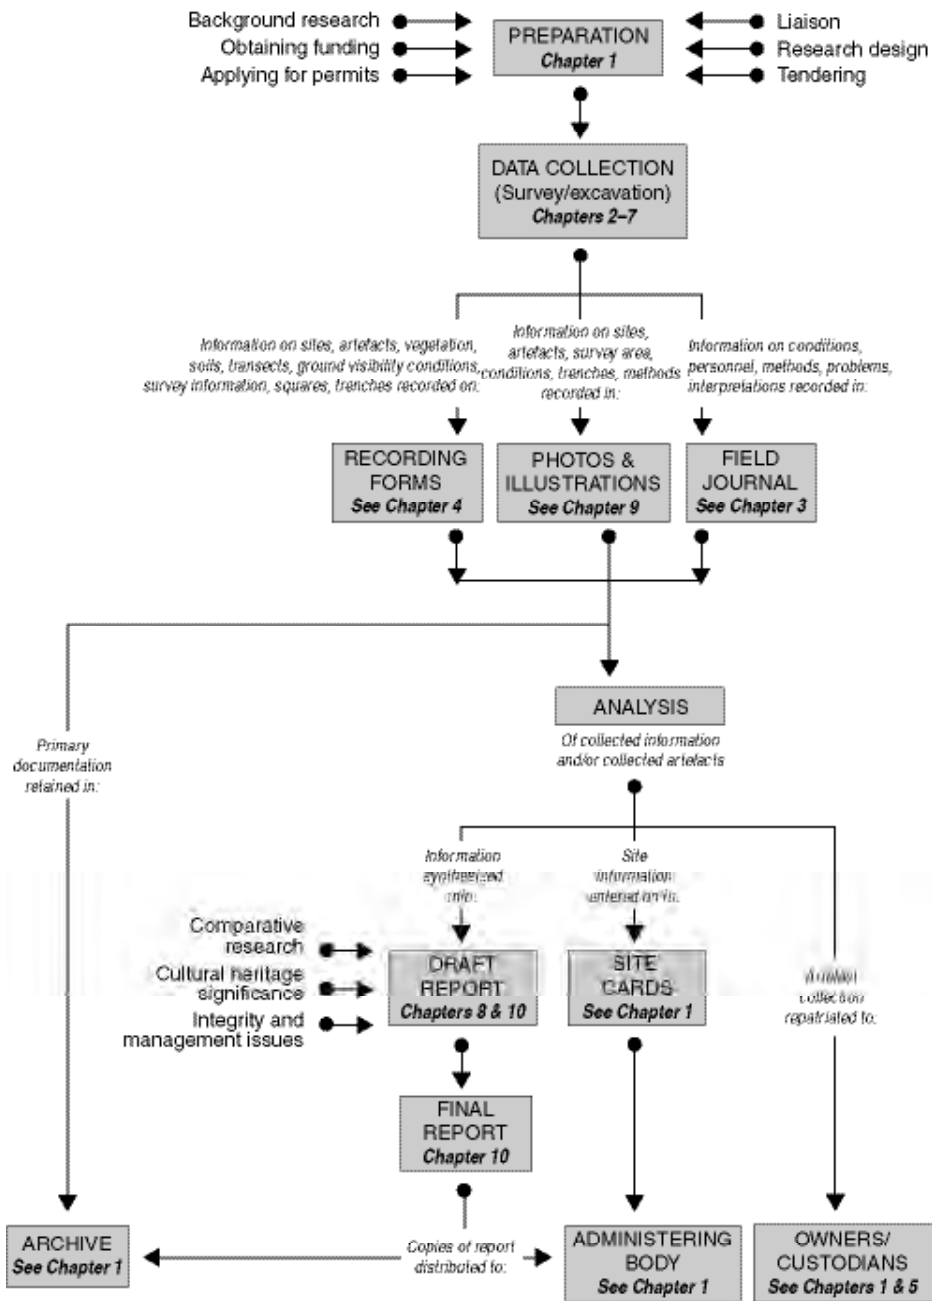 Background research
Obtaining funding
Applying for permits
PREPARATION
Chapter 1
Liaison
Research design
Tendering
DATA COLLECTION
(Survey/excavation)
Chapters 2–7
Information on sites, artefacts, vegetation,
soils, transects, ground visibility conditions,
survey information, squares, trenches recorded on:
Information on sites,
artefacts, survey area,
conditions, trenches, methods
recorded in:
Information on conditions,
personnel, methods, problems,
interpretations recorded in:
RECORDING
FORMS
See Chapter 4
PHOTOS &
ILLUSTRATIONS
See Chapter 9
FIELD
JOURNAL
See Chapter 3
ANALYSIS
Of collected information
and/or collected artefacts
Primary
documentation
retained in:
Information
synthesized
Site
information
Comparative
research
Cultural heritage
significance
Integrity and
management issues
DRAFT
REPORT
Chapters 8 & 10
SITE
CARDS
See Chapter 1
collection
repatriated to:
FINAL
REPORT
Chapter 10
ARCHIVE
See Chapter 1
Copies of report
distributed to:
ADMINISTERING
BODY
See Chapter 1
OWNERS/
CUSTODIANS
See Chapters 1 & 5